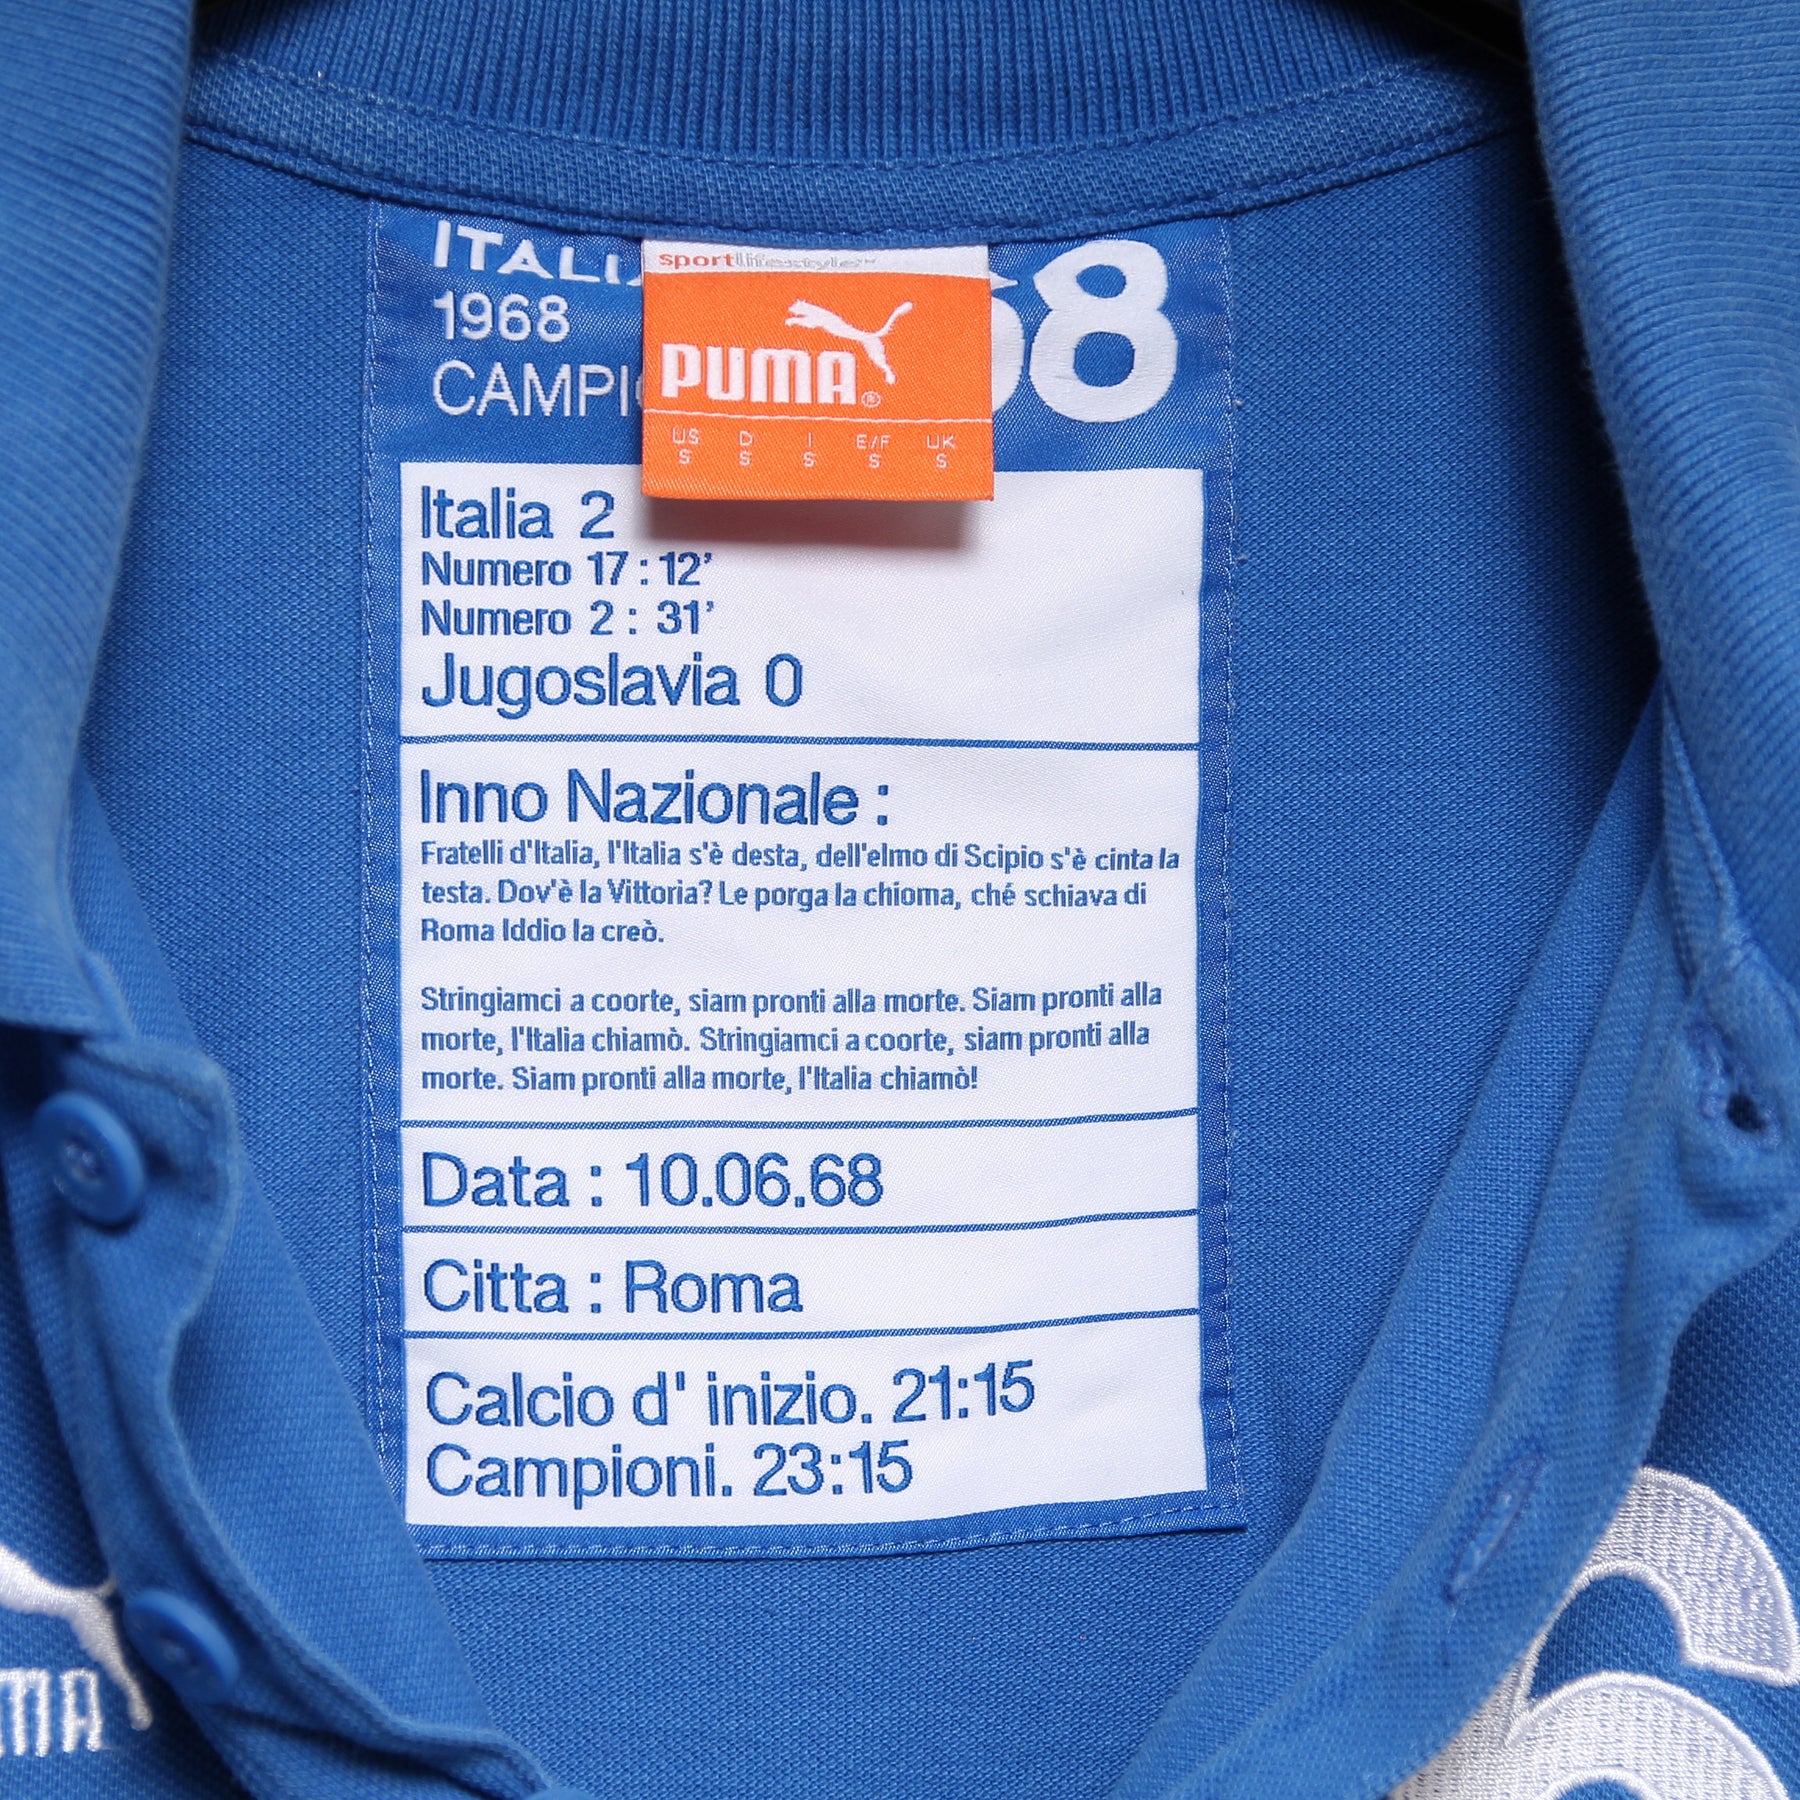 ITALI
1968
CAMPI
68
sportlifestyle
PUMA®
US D I E/F UK
S S S S S
Italia 2
Numero 17 : 12’
Numero 2 : 31’
Jugoslavia 0
Inno Nazionale :
Fratelli d'Italia, l'Italia s'è desta, dell'elmo di Scipio s'è cinta la
testa. Dov'è la Vittoria? Le porga la chioma, ché schiava di
Roma Iddio la creò.
Stringiamci a coorte, siam pronti alla morte. Siam pronti alla
morte, l'Italia chiamò. Stringiamci a coorte, siam pronti alla
morte. Siam pronti alla morte, l'Italia chiamò!
Data : 10.06.68
Citta : Roma
Calcio d' inizio. 21:15
Campioni. 23:15
MA